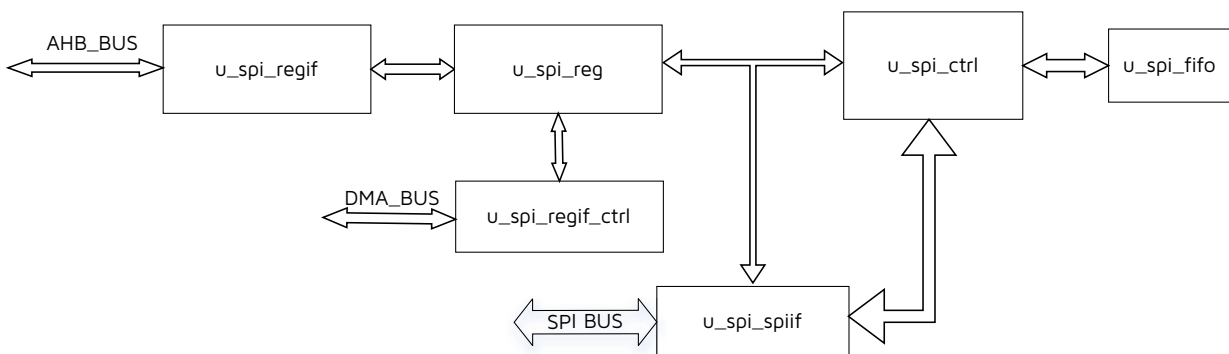 AHB_BUS
u_spi_regif
u_spi_reg
u_spi_ctrl
u_spi_fifo
DMA_BUS
u_spi_regif_ctrl
SPI BUS
u_spi_spiif